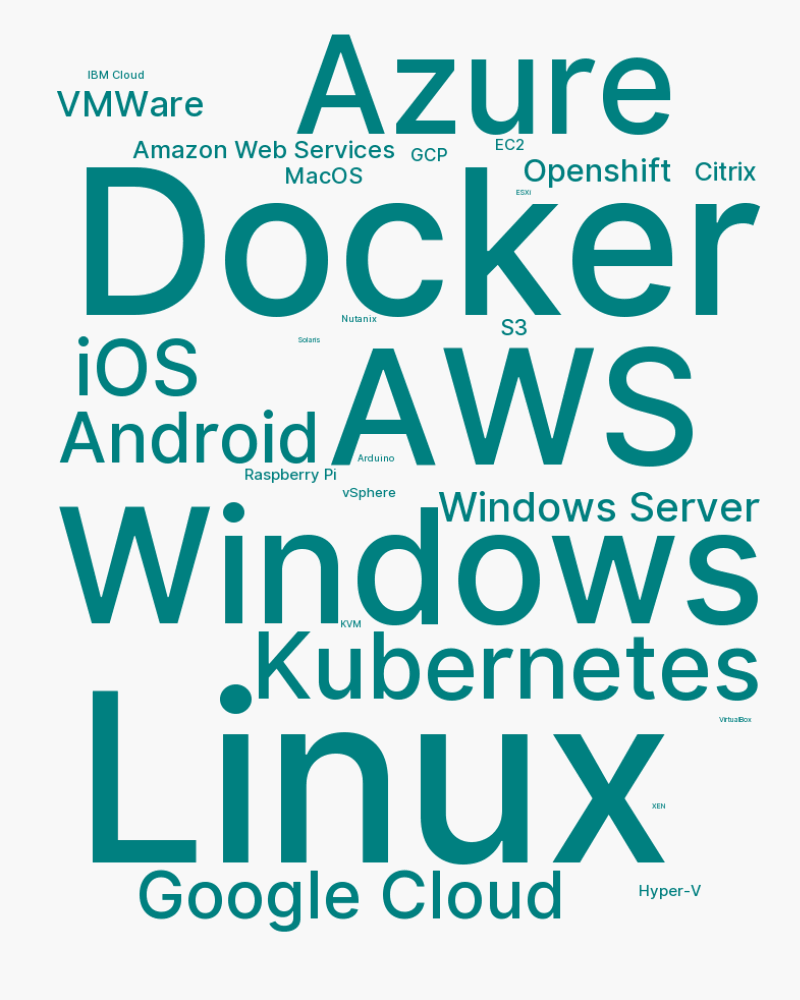 Azure
IBM Cloud
VMWare
Amazon Web Services
GCP
EC2
MacOS
Openshift
Citrix
ESXi
Docker
Nutanix
S3
Solaris
iOS
AWS
Android
Arduino
Raspberry Pi
vSphere
Windows Server
Windows
KVM
Kubernetes
VirtualBox
Linux
XEN
Google Cloud
Hyper-V